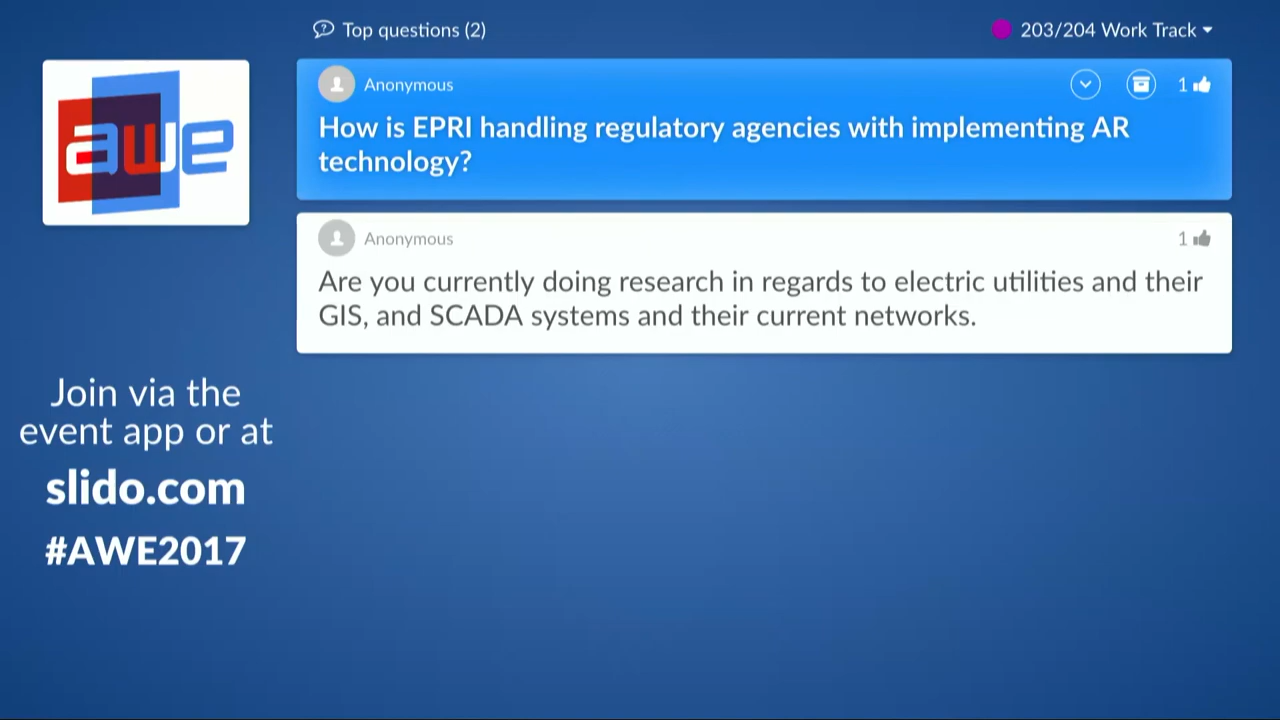 Top questions (2)
203/204 Work Track
awe
Anonymous
1
How is EPRI handling regulatory agencies with implementing AR
technology?
Anonymous
1
Are you currently doing research in regards to electric utilities and their
GIS, and SCADA systems and their current networks.
Join via the
event app or at
slido.com
#AWE2017